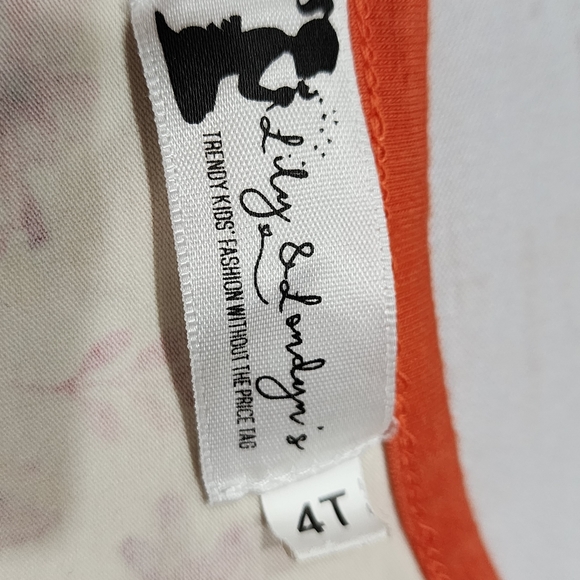 Lily & Londyn's
TRENDY KIDS' FASHION WITHOUT THE PRICE TAG
4T